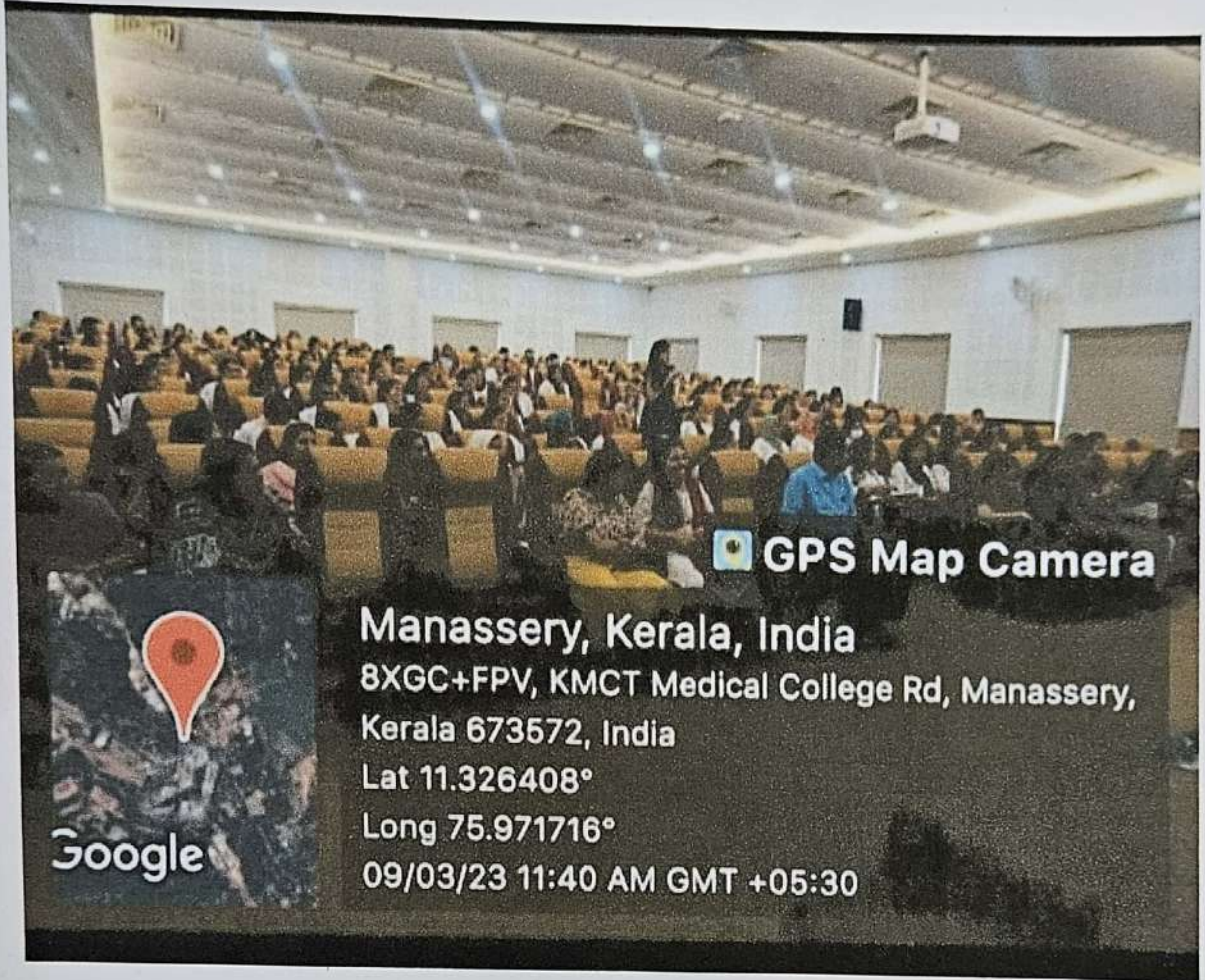 GPS Map Camera
Manassery, Kerala, India
8XGC+FPV, KMCT Medical College Rd, Manassery,
Kerala 673572, India
Lat 11.326408°
Long 75.971716°
09/03/23 11:40 AM GMT +05:30
Google